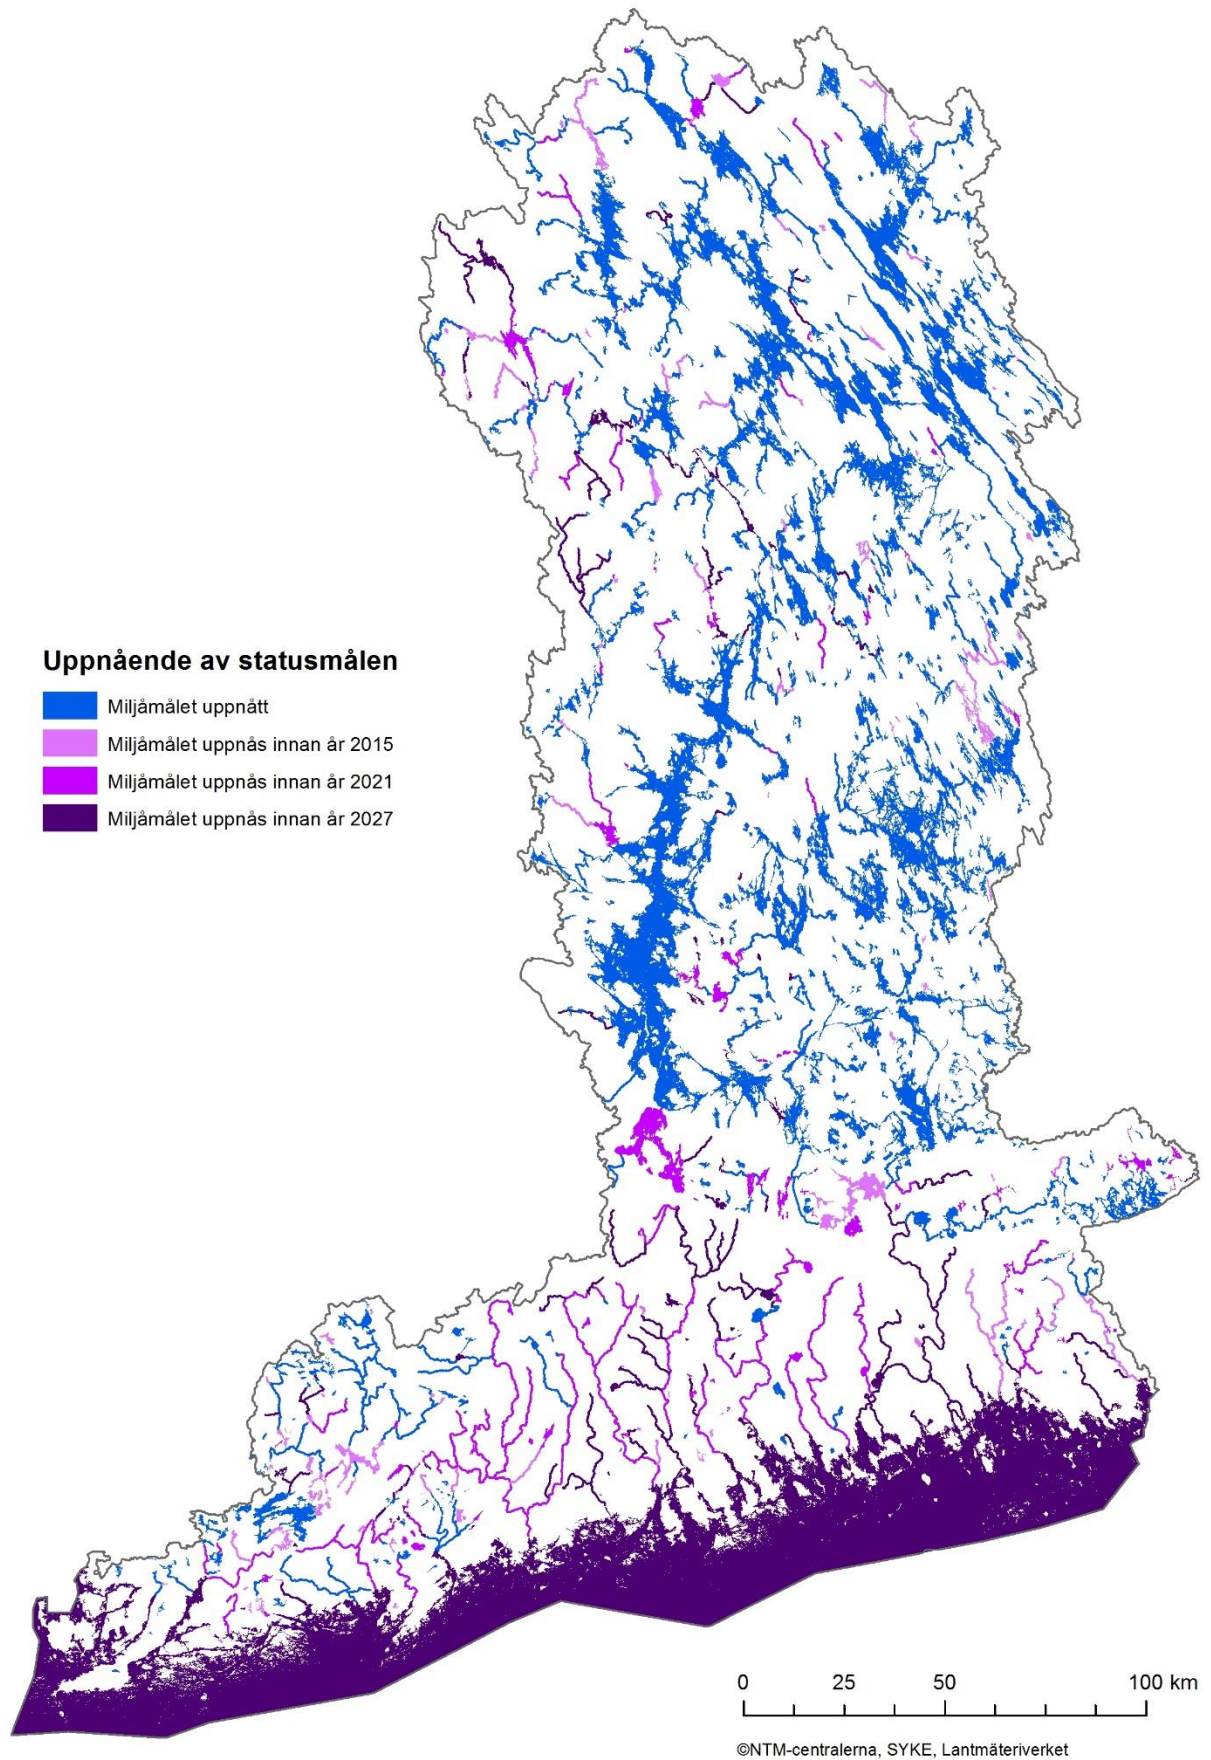 Uppnående av statusmålen
Miljåmålet uppnått
Miljåmålet uppnås innan år 2015
Miljåmålet uppnås innan år 2021
Miljåmålet uppnås innan år 2027
0 25 50 100 km
©NTM-centralerna, SYKE, Lantmäteriverket